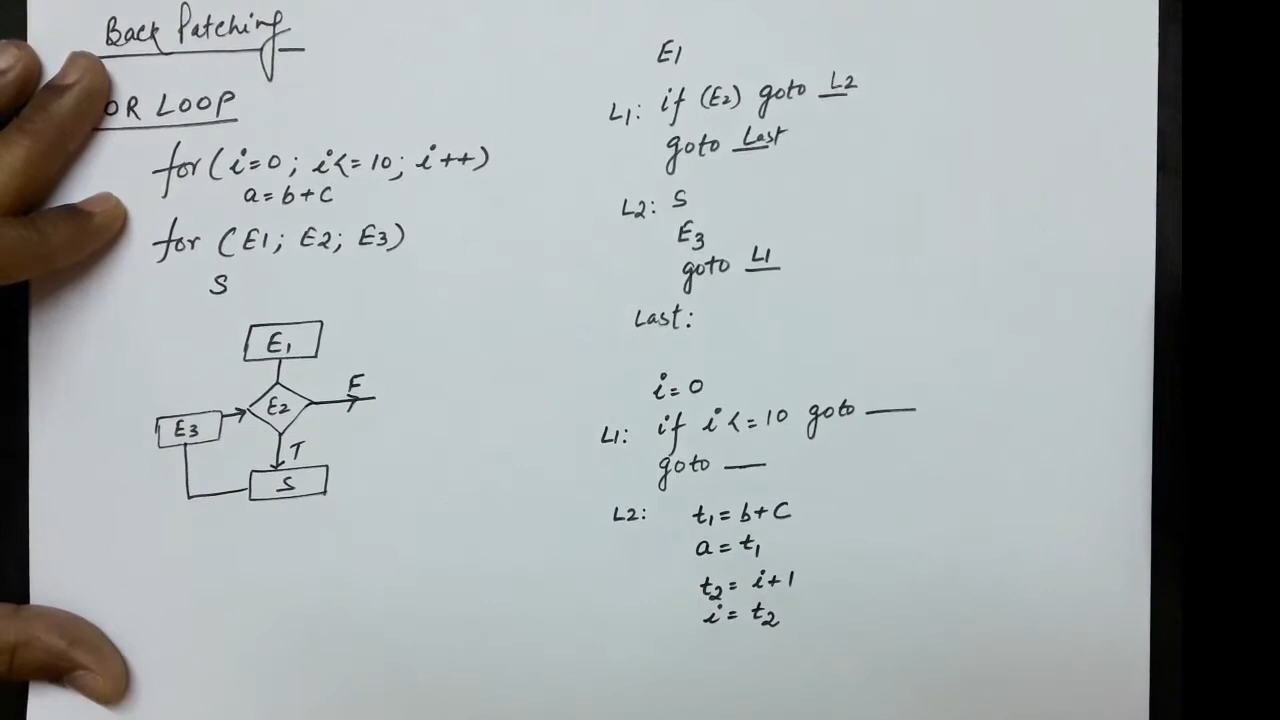 Back Patching
OR LOOP
for (i=0; i<=10; i++)
a=b+c
for (E1; E2; E3)
S
E1
E2
F
E3
T
S
E1
L1: if (E2) goto L2
goto Last
L2: S
E3
goto L1
Last:
i=0
L1: if i<=10 goto __
goto __
L2: t1=b+c
a=t1
t2=i+1
i=t2